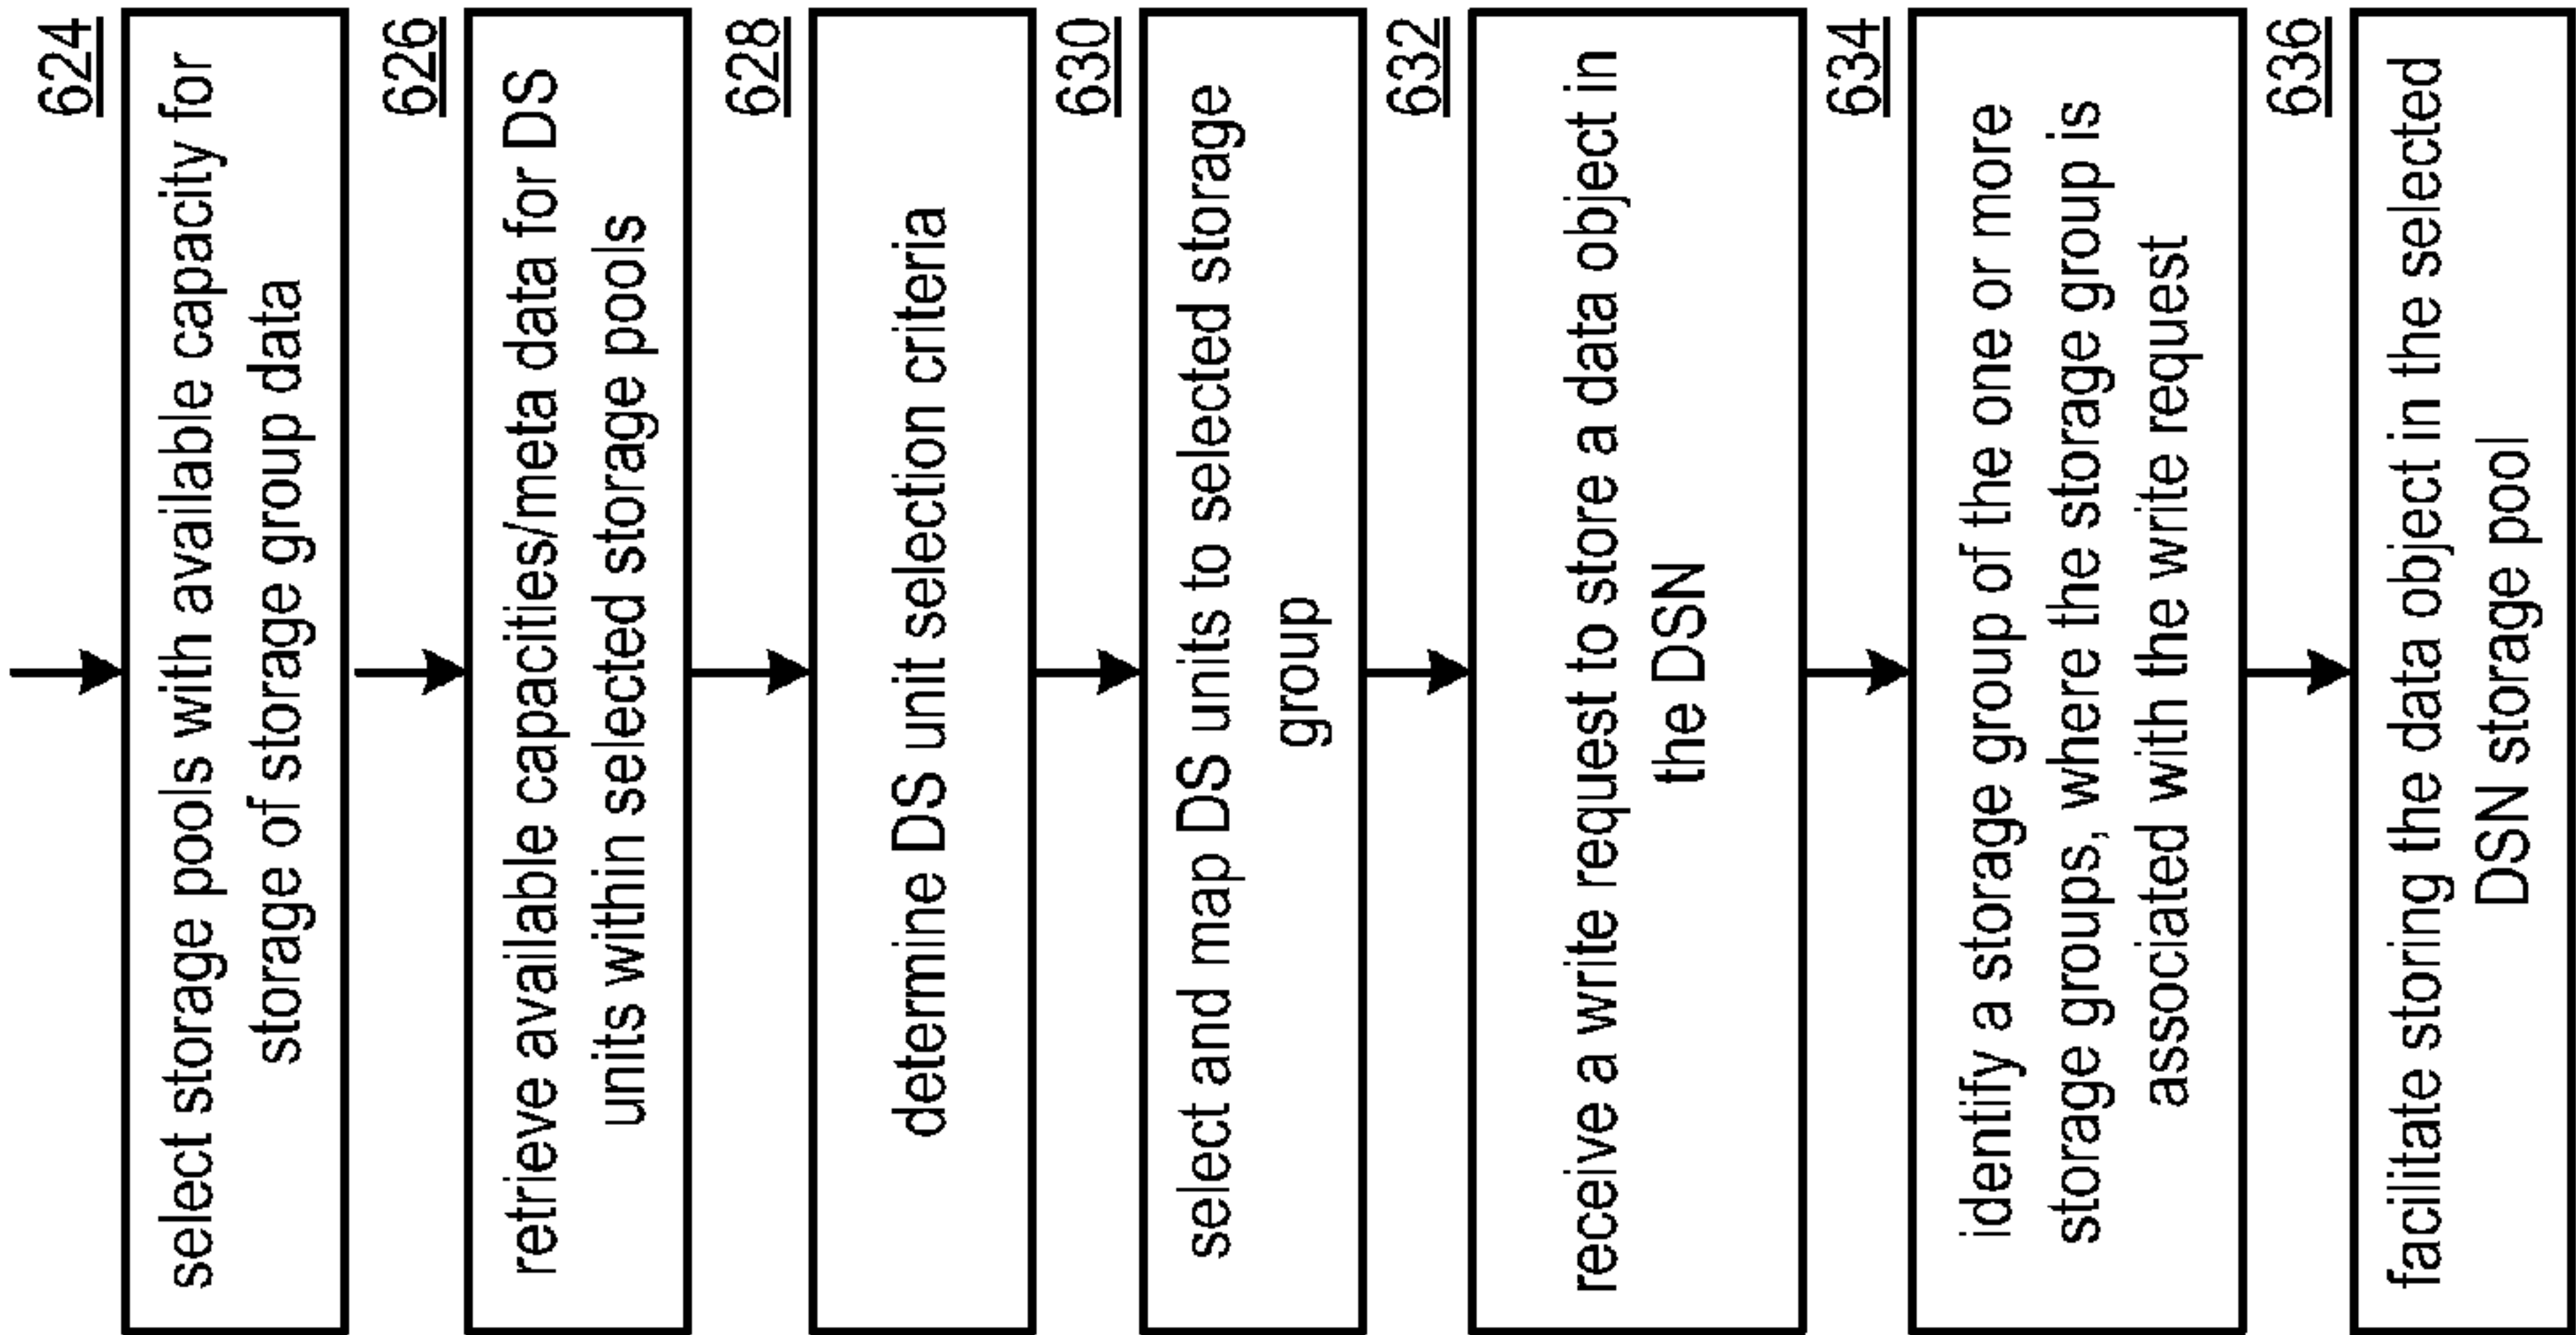 624
select storage pools with available capacity for
storage of storage group data
626
retrieve available capacities/meta data for DS
units within selected storage pools
628
determine DS unit selection criteria
630
select and map DS units to selected storage
group
632
receive a write request to store a data object in
the DSN
634
identify a storage group of the one or more
storage groups, where the storage group is
associated with the write request
636
facilitate storing the data object in the selected
DSN storage pool